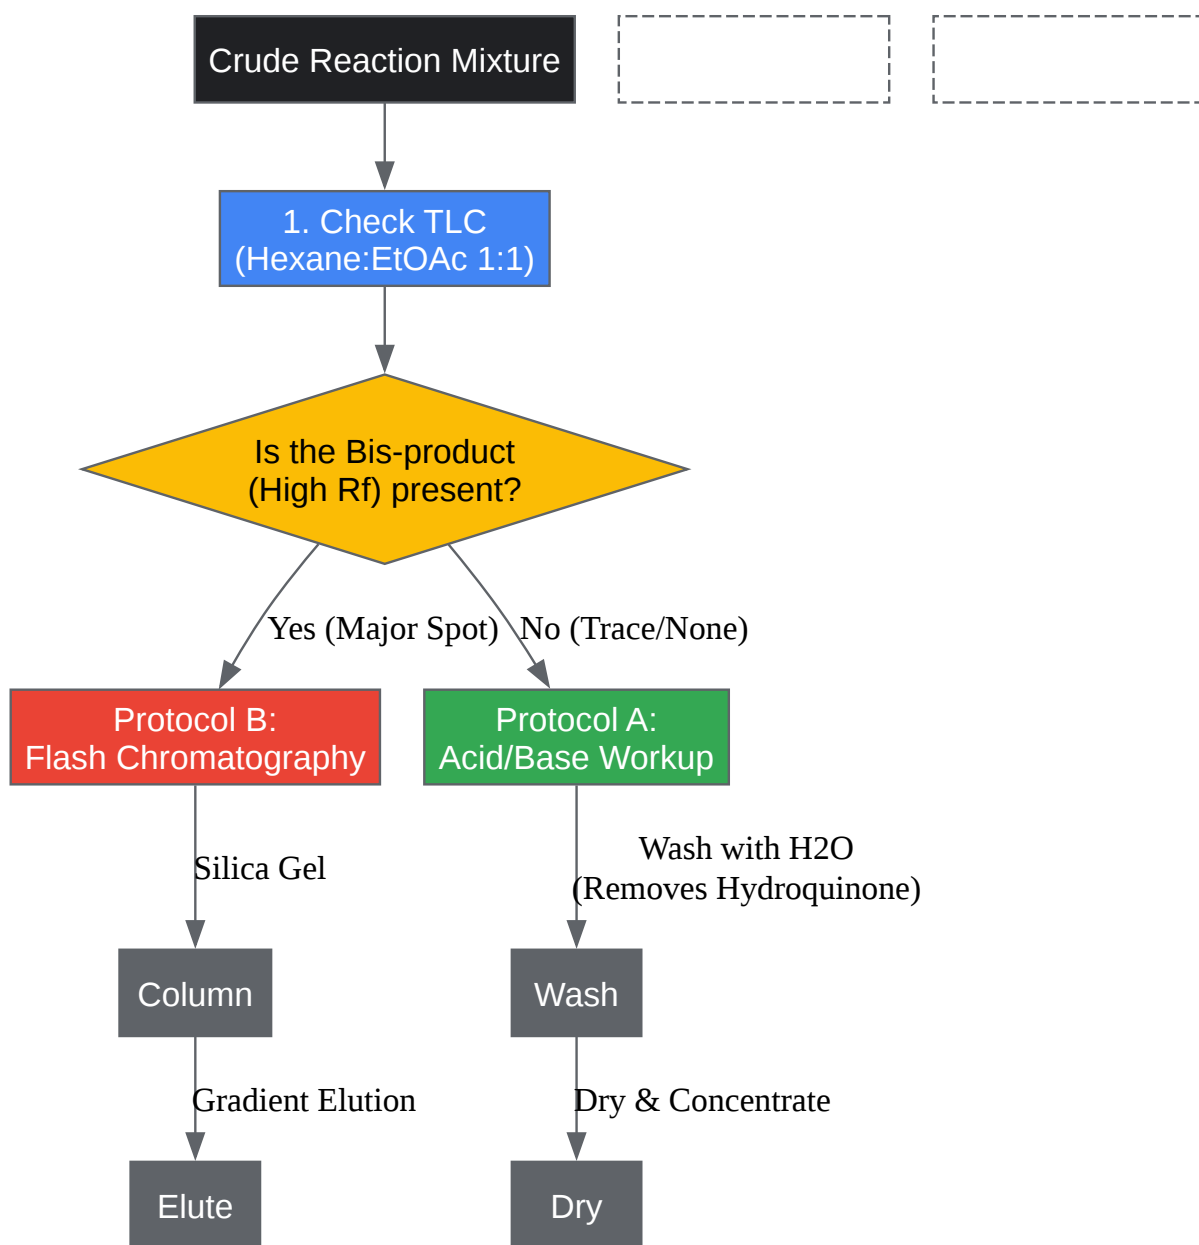 Crude Reaction Mixture
1. Check TLC
(Hexane:EtOAc 1:1)
Is the Bis-product
(High Rf) present?
Yes (Major Spot)
No (Trace/None)
Protocol B:
Flash Chromatography
Protocol A:
Acid/Base Workup
Silica Gel
Wash with H2O
(Removes Hydroquinone)
Column
Wash
Gradient Elution
Dry & Concentrate
Elute
Dry